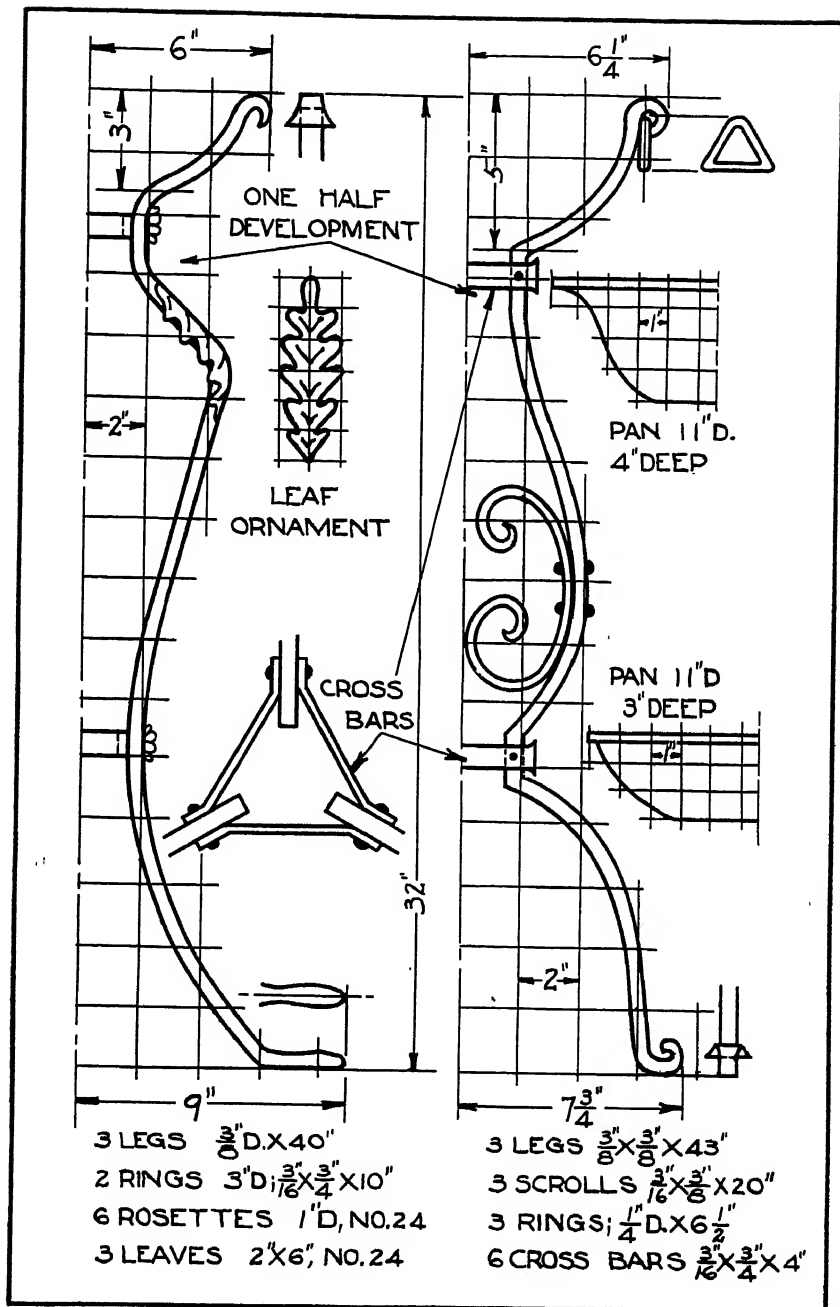 6"
6 1/4"
3"
5"
ONE HALF
DEVELOPMENT
1"
2"
PAN 11"D.
4"DEEP
LEAF
ORNAMENT
PAN 11"D
3"DEEP
1"
CROSS
BARS
32"
2"
9"
7 3/4"
3 LEGS 3/8"D.X40"
2 RINGS 3"D; 3/16"X3/4"X10"
6 ROSETTES 1"D, NO.24
3 LEAVES 2"X6", NO.24
3 LEGS 3/8"X3/8"X43"
3 SCROLLS 3/16"X3/8"X20"
3 RINGS; 1/4"D.X6 1/2"
6 CROSS BARS 3/16"X3/4"X4"